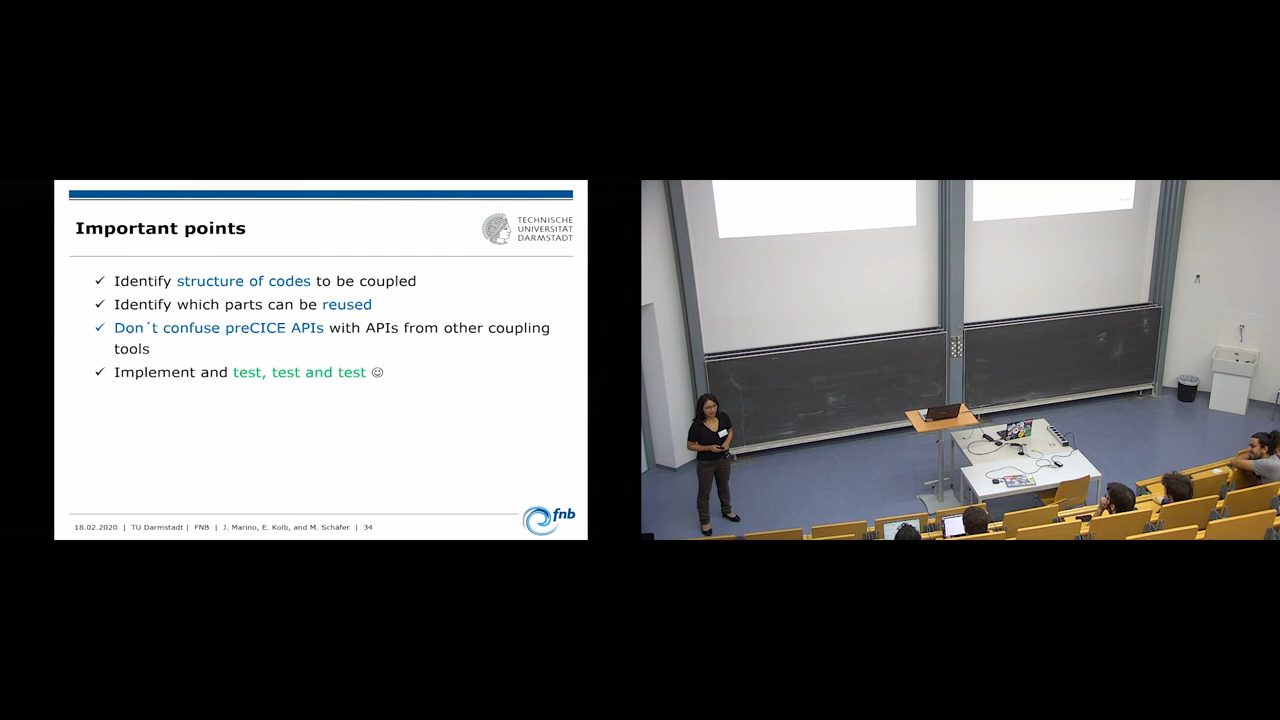 Important points
TECHNISCHE
UNIVERSITÄT
DARMSTADT
✓ Identify structure of codes to be coupled
✓ Identify which parts can be reused
✓ Don´t confuse preCICE APIs with APIs from other coupling
tools
✓ Implement and test, test and test ☺
18.02.2020 | TU Darmstadt | FNB | J. Marino, E. Kolb, and M. Schäfer | 34
fnb